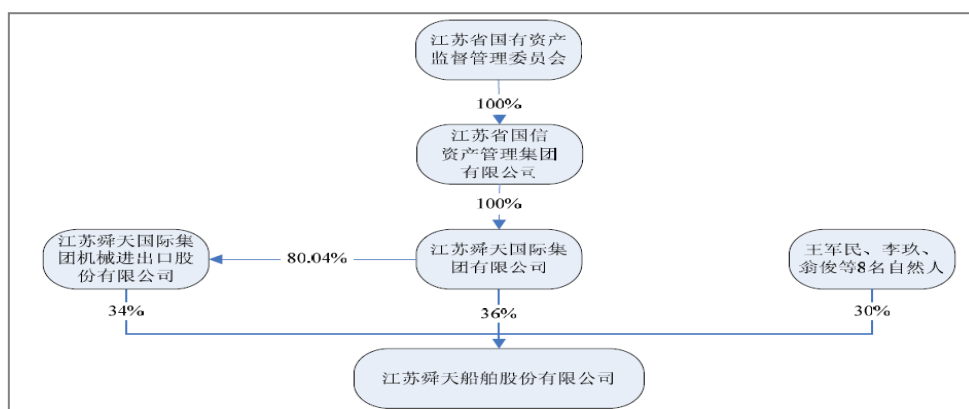 江苏省国有资产
监督管理委员会
100%
江苏省国信
资产管理集团
有限公司
100%
江苏舜天国际集
团机械进出口股
份有限公司
80.04%
江苏舜天国际集
团有限公司
王军民、李玖、
翁俊等8名自然人
34%
36%
30%
江苏舜天船舶股份有限公司